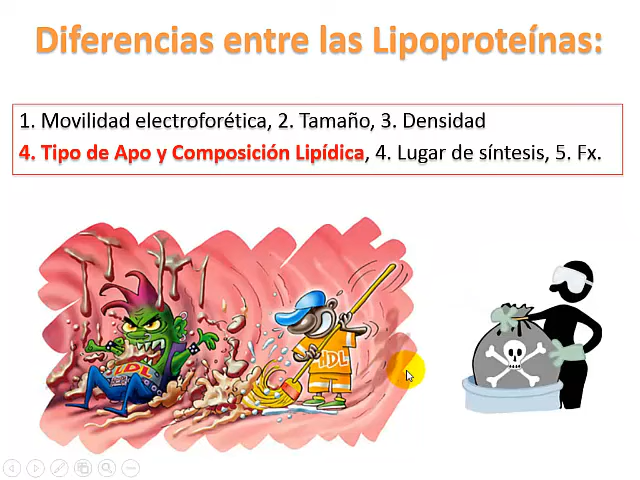 Diferencias entre las Lipoproteínas:
1. Movilidad electroforética, 2. Tamaño, 3. Densidad
4. Tipo de Apo y Composición Lipídica, 4. Lugar de síntesis, 5. Fx.
LDL
HDL